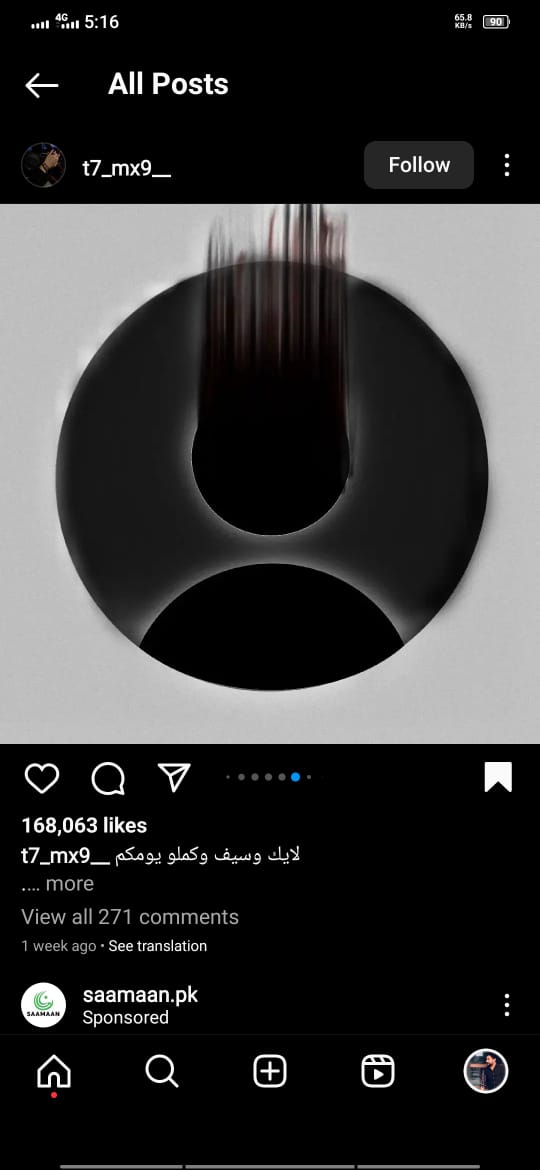 4G 5:16 65.8 KB/s 90
All Posts
t7_mx9__ Follow
168,063 likes
t7_mx9__ لايك وسيف وكملو يومكم
.... more
View all 271 comments
1 week ago • See translation
SAAMAAN
saamaan.pk
Sponsored